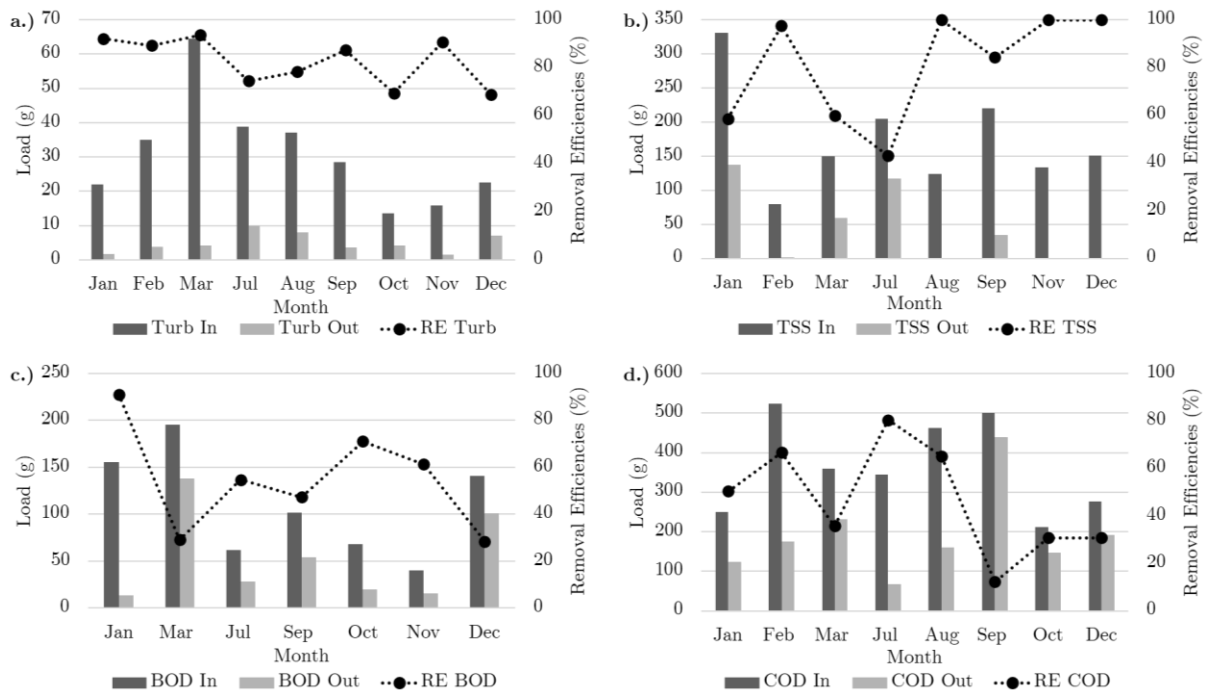 a.)
Load (g)
70
60
50
40
30
20
10
0
100
80
60
40
20
0
Removal Efficiencies (%)
Jan Feb Mar Jul Aug Sep Oct Nov Dec
Month
Turb In Turb Out RE Turb
b.)
Load (g)
350
300
250
200
150
100
50
0
100
80
60
40
20
0
Removal Efficiencies (%)
Jan Feb Mar Jul Aug Sep Oct Nov Dec
Month
TSS In TSS Out RE TSS
c.)
Load (g)
250
200
150
100
50
0
100
80
60
40
20
0
Removal Efficiencies (%)
Jan Mar Jul Sep Oct Nov Dec
Month
BOD In BOD Out RE BOD
d.)
Load (g)
600
500
400
300
200
100
0
100
80
60
40
20
0
Removal Efficiencies (%)
Jan Feb Mar Jul Aug Sep Oct Dec
Month
COD In COD Out RE COD